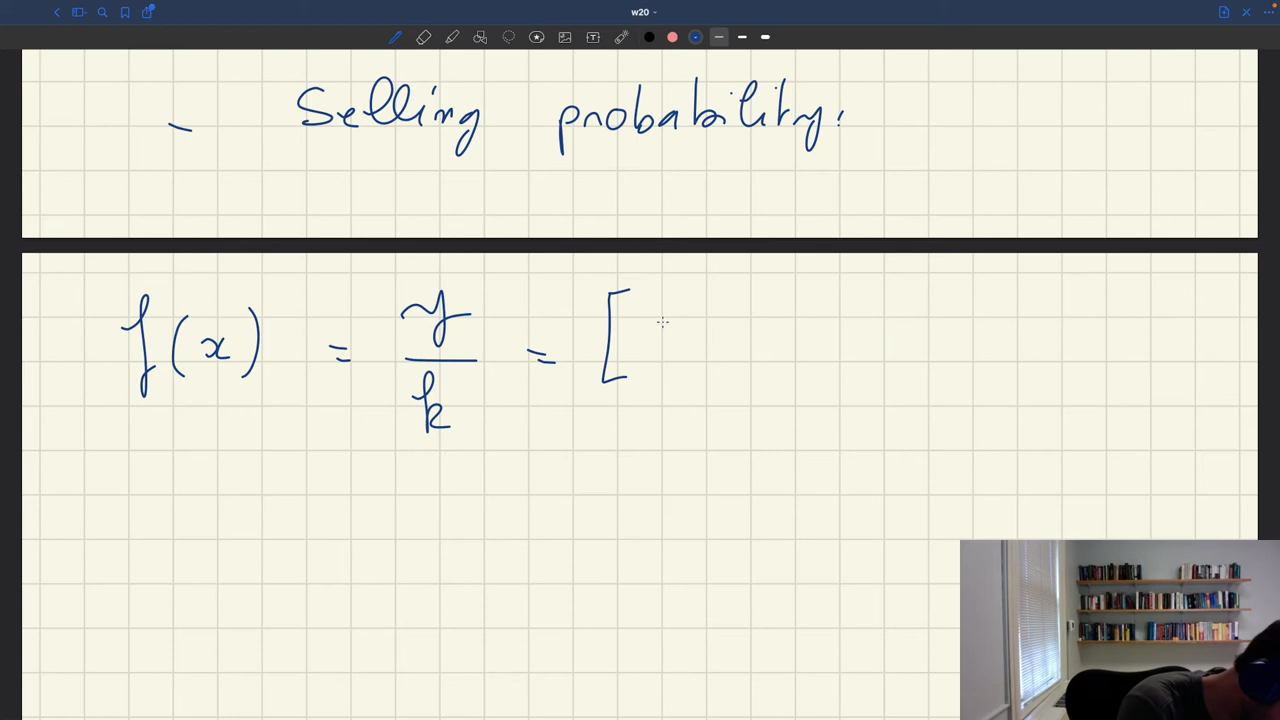 w20
- Selling probability:
f(x) = y/k = [